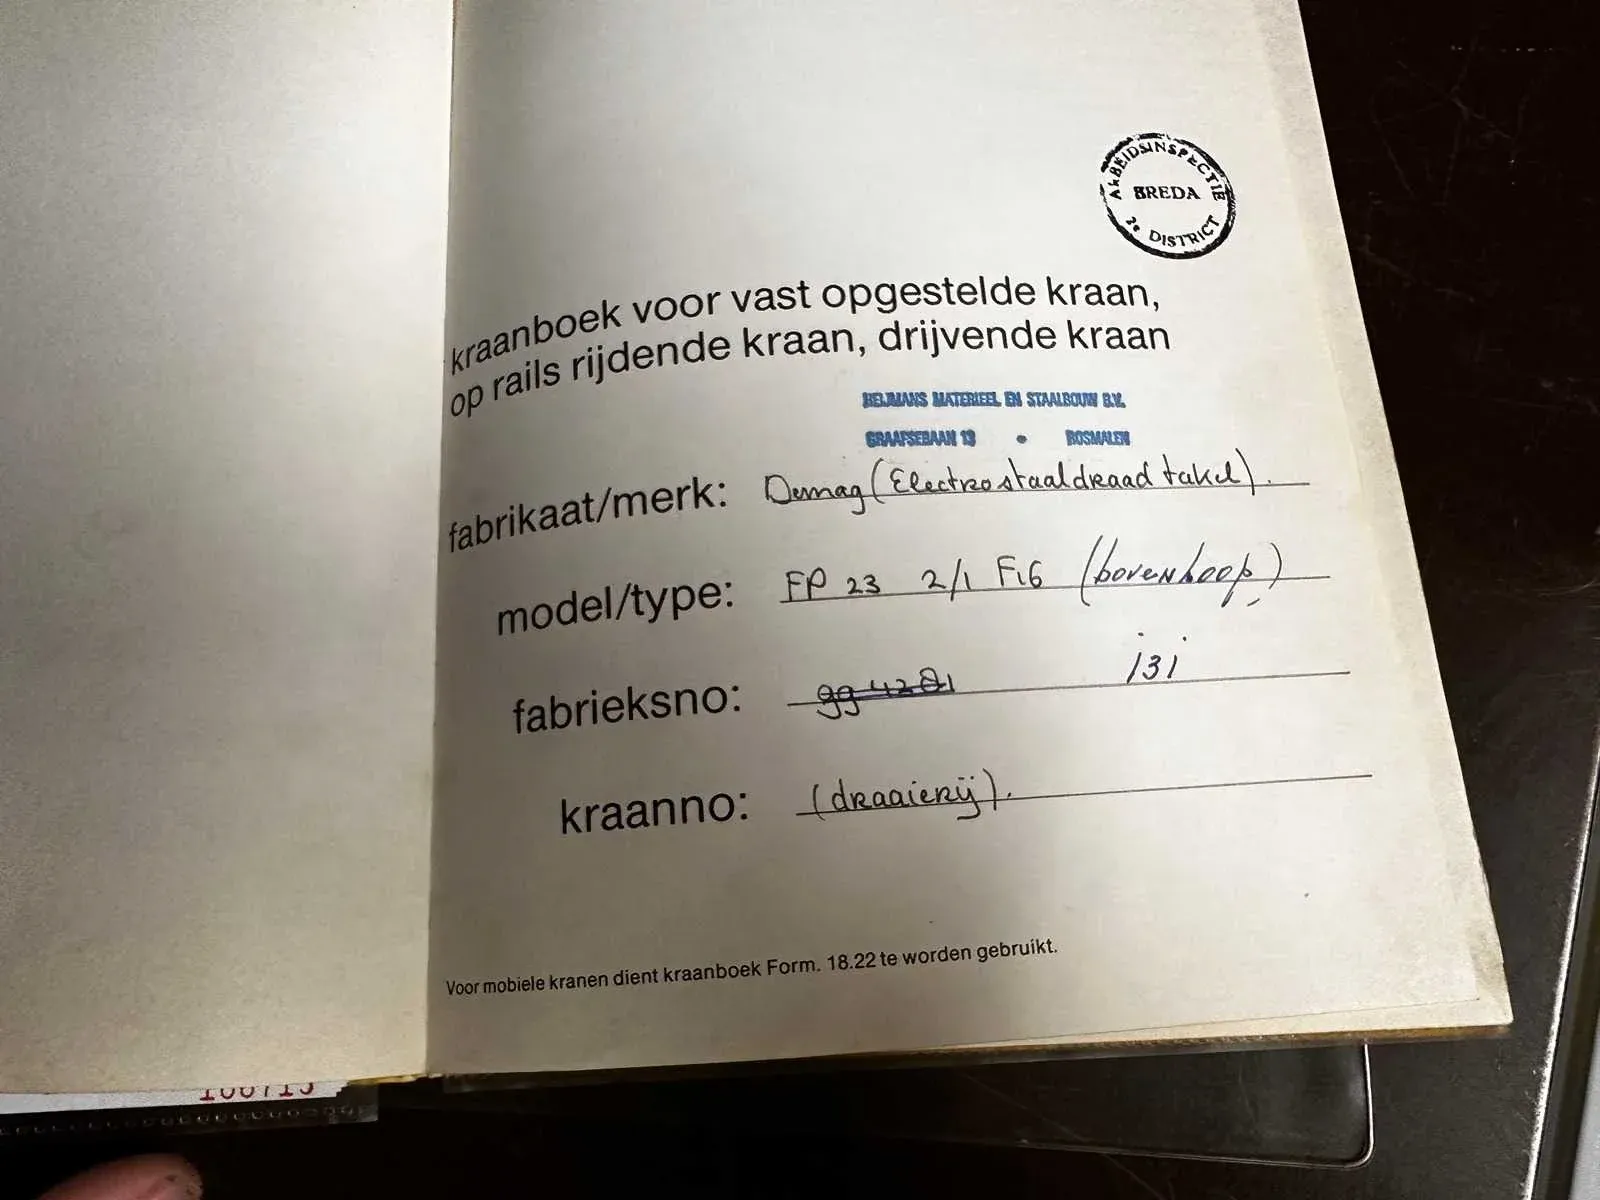 ARBEIDSINSPECTIE
BREDA
2e DISTRICT
kraanboek voor vast opgestelde kraan,
op rails rijdende kraan, drijvende kraan
HEIJMANS MATERIEEL EN STAALBOUW B.V.
GRAAFSEBAAN 13 • ROSMALEN
fabrikaat/merk: Demag (Electrostaaldraad takel).
model/type: FP 23 2/1 F16 (bovenloop)
fabrieksno: 131
kraanno: (draaierij).
Voor mobiele kranen dient kraanboek Form. 18.22 te worden gebruikt.